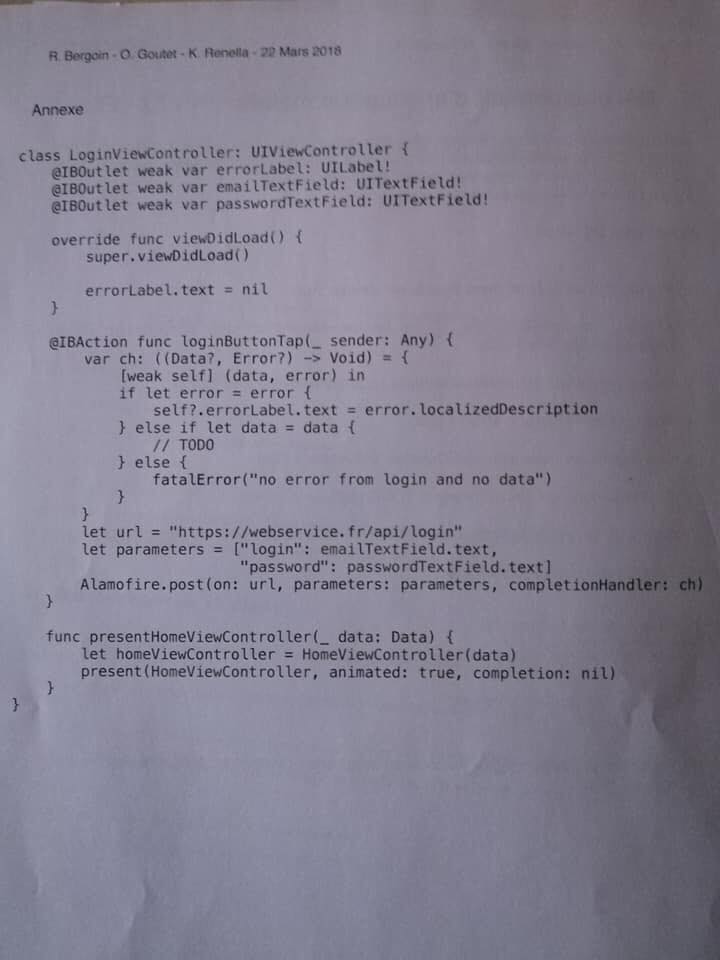 R. Bergoin - O. Goutet - K. Renella - 22 Mars 2018
Annexe
class LoginViewController: UIViewController {
    @IBOutlet weak var errorLabel: UILabel!
    @IBOutlet weak var emailTextField: UITextField!
    @IBOutlet weak var passwordTextField: UITextField!
    override func viewDidLoad() {
        super.viewDidLoad()
        errorLabel.text = nil
    }
    @IBAction func loginButtonTap(_ sender: Any) {
        var ch: ((Data?, Error?) -> Void) = {
            [weak self] (data, error) in
            if let error = error {
                self?.errorLabel.text = error.localizedDescription
            } else if let data = data {
                // TODO
            } else {
                fatalError("no error from login and no data")
            }
        }
        let url = "https://webservice.fr/api/login"
        let parameters = ["login": emailTextField.text,
                          "password": passwordTextField.text]
        Alamofire.post(on: url, parameters: parameters, completionHandler: ch)
    }
    func presentHomeViewController(_ data: Data) {
        let homeViewController = HomeViewController(data)
        present(HomeViewController, animated: true, completion: nil)
    }
}